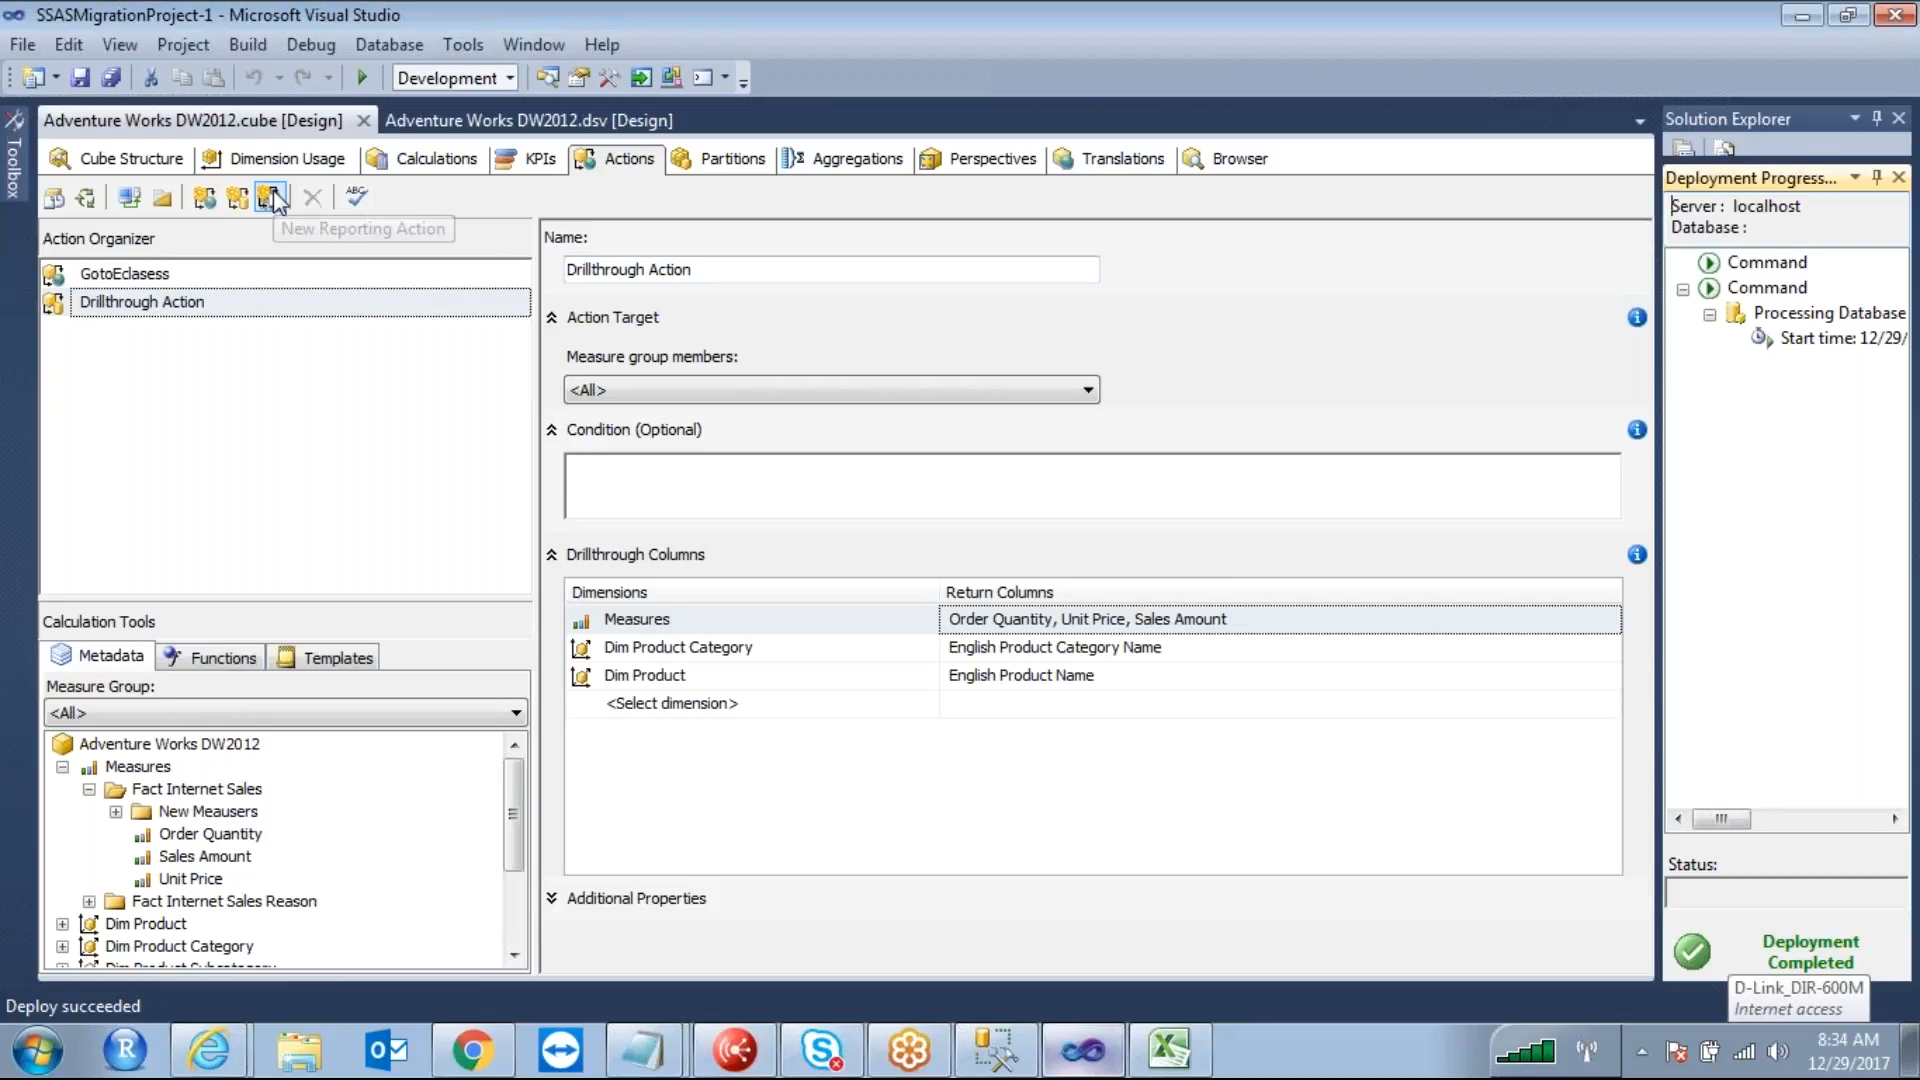 SSASMigrationProject-1 - Microsoft Visual Studio
File Edit View Project Build Debug Database Tools Window Help
Development
Toolbox
Adventure Works DW2012.cube [Design] Adventure Works DW2012.dsv [Design]
Cube Structure Dimension Usage Calculations KPIs Actions Partitions Aggregations Perspectives Translations Browser
ABC
New Reporting Action
Action Organizer
GotoEclasess
Drillthrough Action
Calculation Tools
Metadata Functions Templates
Measure Group:
<All>
Adventure Works DW2012
Measures
Fact Internet Sales
New Meausers
Order Quantity
Sales Amount
Unit Price
Fact Internet Sales Reason
Dim Product
Dim Product Category
Name:
Drillthrough Action
Action Target
Measure group members:
<All>
Condition (Optional)
Drillthrough Columns
Dimensions Return Columns
Measures Order Quantity, Unit Price, Sales Amount
Dim Product Category English Product Category Name
Dim Product English Product Name
<Select dimension>
Additional Properties
Solution Explorer
Deployment Progress...
Server : localhost
Database :
Command
Command
Processing Database
Start time: 12/29/
Status:
Deployment
Completed
D-Link_DIR-600M
Internet access
Deploy succeeded
8:34 AM
12/29/2017